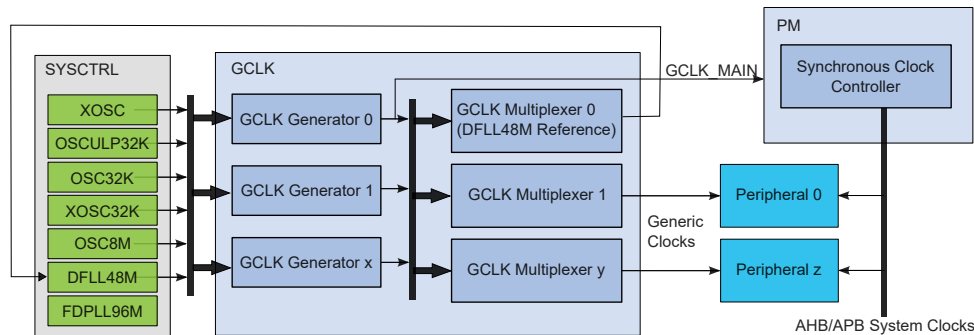 SYSCTRL
XOSC
OSCULP32K
OSC32K
XOSC32K
OSC8M
DFLL48M
FDPLL96M
GCLK
GCLK Generator 0
GCLK Generator 1
GCLK Generator x
GCLK Multiplexer 0
(DFLL48M Reference)
GCLK Multiplexer 1
GCLK Multiplexer y
GCLK_MAIN
Generic
Clocks
PM
Synchronous Clock
Controller
Peripheral 0
Peripheral z
AHB/APB System Clocks